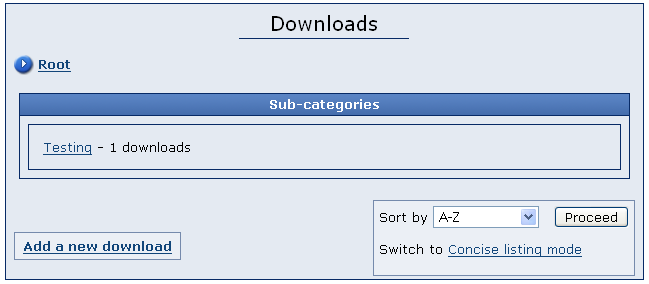 Downloads
Root
Sub-categories
Testing - 1 downloads
Sort by A-Z Proceed
Add a new download
Switch to Concise listing mode